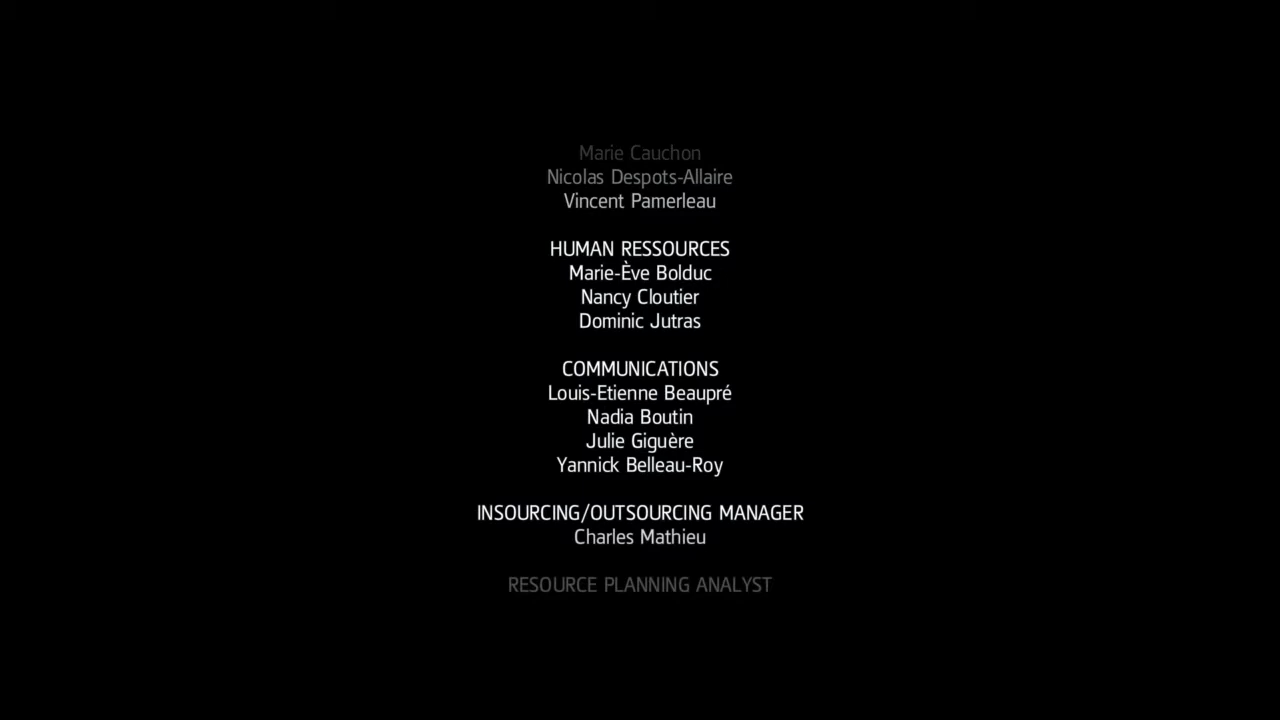 Marie Cauchon
Nicolas Despots-Allaire
Vincent Pamerleau
HUMAN RESSOURCES
Marie-Ève Bolduc
Nancy Cloutier
Dominic Jutras
COMMUNICATIONS
Louis-Etienne Beaupré
Nadia Boutin
Julie Giguère
Yannick Belleau-Roy
INSOURCING/OUTSOURCING MANAGER
Charles Mathieu
RESOURCE PLANNING ANALYST